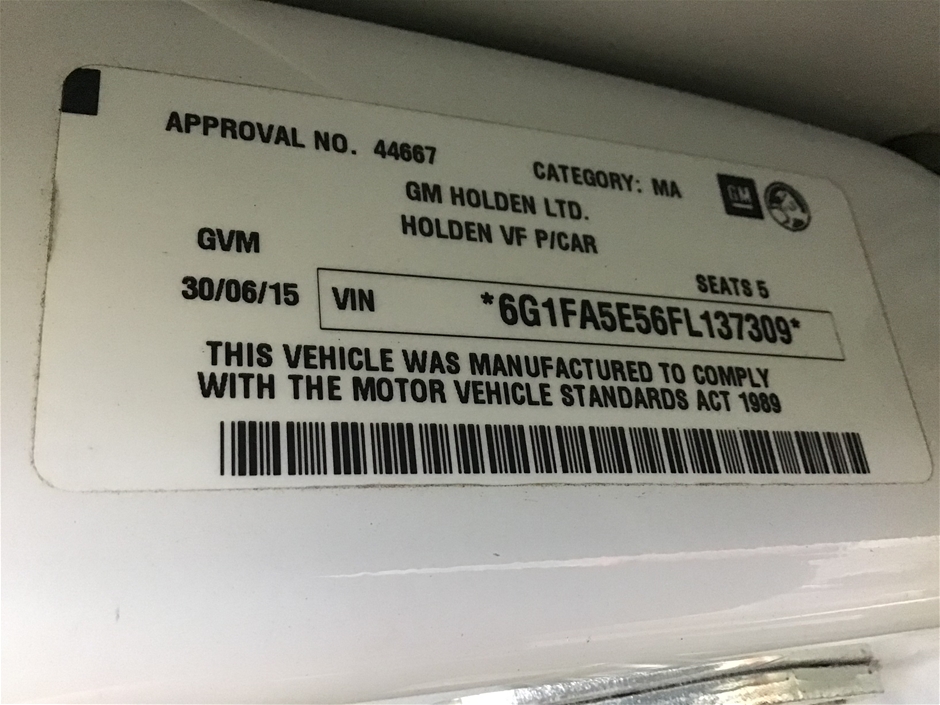 APPROVAL NO. 44667
CATEGORY: MA
GM
GM HOLDEN LTD.
HOLDEN VF P/CAR
GVM
SEATS 5
30/06/15
VIN *6G1FA5E56FL137309*
THIS VEHICLE WAS MANUFACTURED TO COMPLY
WITH THE MOTOR VEHICLE STANDARDS ACT 1989